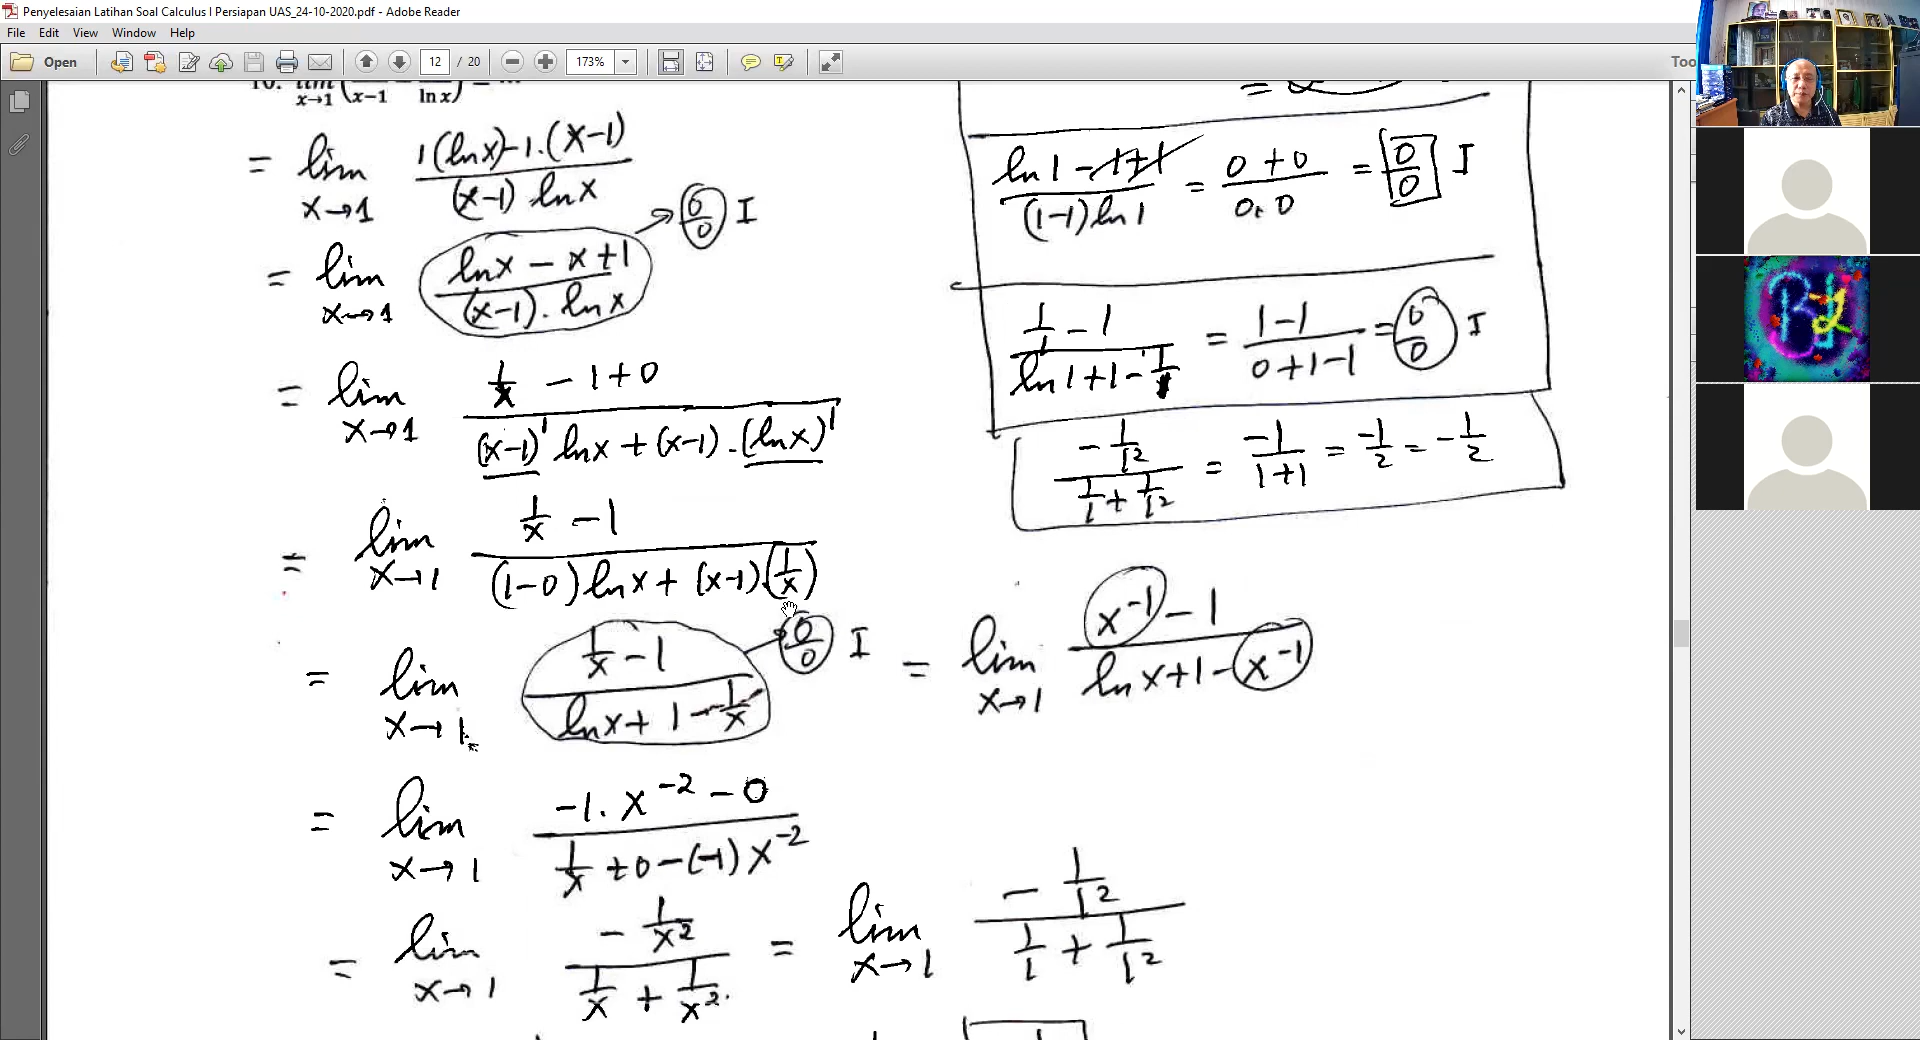 Penyelesaian Latihan Soal Calculus I Persiapan UAS_24-10-2020.pdf - Adobe Reader
File Edit View Window Help
Open 12 / 20 173% Too
lim x→1 ( x−1 ln x) =
= lim x→1 1(ln x)−1.(x−1) / (x−1) ln x
= lim x→1 ln x − x+1 / (x−1). ln x → 0/0 I
= lim x→1 1/x − 1+0 / (x−1)' ln x + (x−1).(ln x)'
= lim x→1 1/x − 1 / (1−0) ln x + (x−1).(1/x)
= lim x→1 1/x − 1 / ln x + 1 − 1/x → 0/0 I = lim x→1 x⁻¹ − 1 / ln x + 1 − x⁻¹
= lim x→1 −1. x⁻² − 0 / 1/x + 0 − (−1) x⁻²
= lim x→1 − 1/x² / 1/x + 1/x². = lim x→1 − 1/1² / 1/1 + 1/1²
=
ln 1 − 1+1 / (1−1) ln 1 = 0+0 / 0.0 = 0/0 I
1/1 − 1 / ln 1 + 1 − 1/1 = 1−1 / 0+1−1 = 0/0 I
− 1/1² / 1/1 + 1/1² = −1 / 1+1 = −1/2 = − 1/2